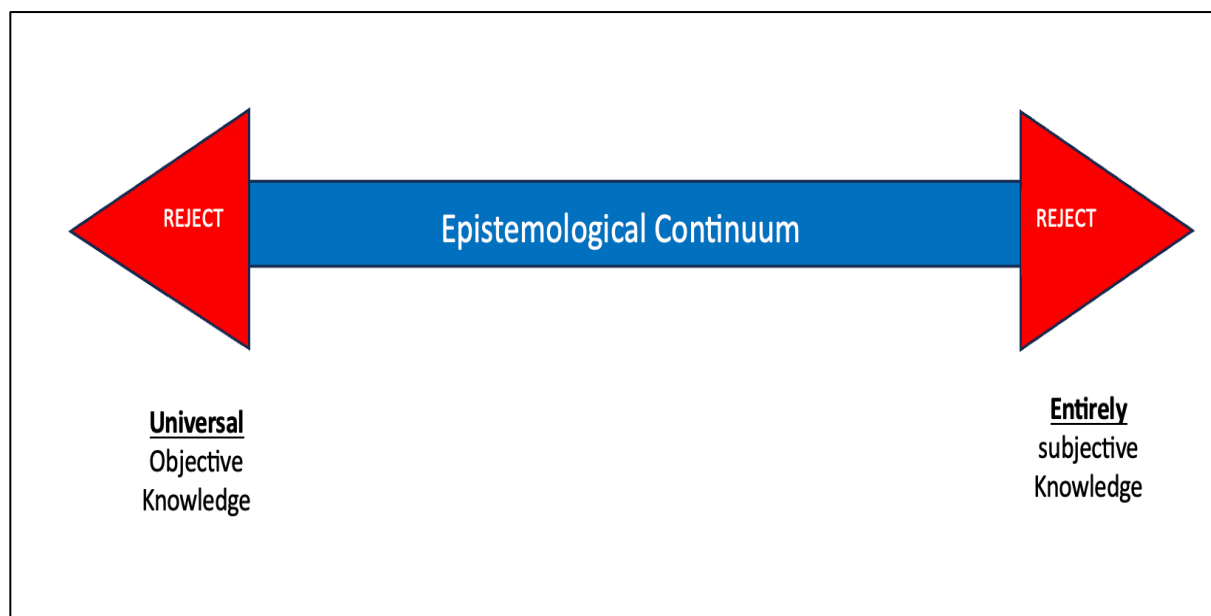 REJECT
Epistemological Continuum
REJECT
Universal
Objective
Knowledge
Entirely
subjective
Knowledge